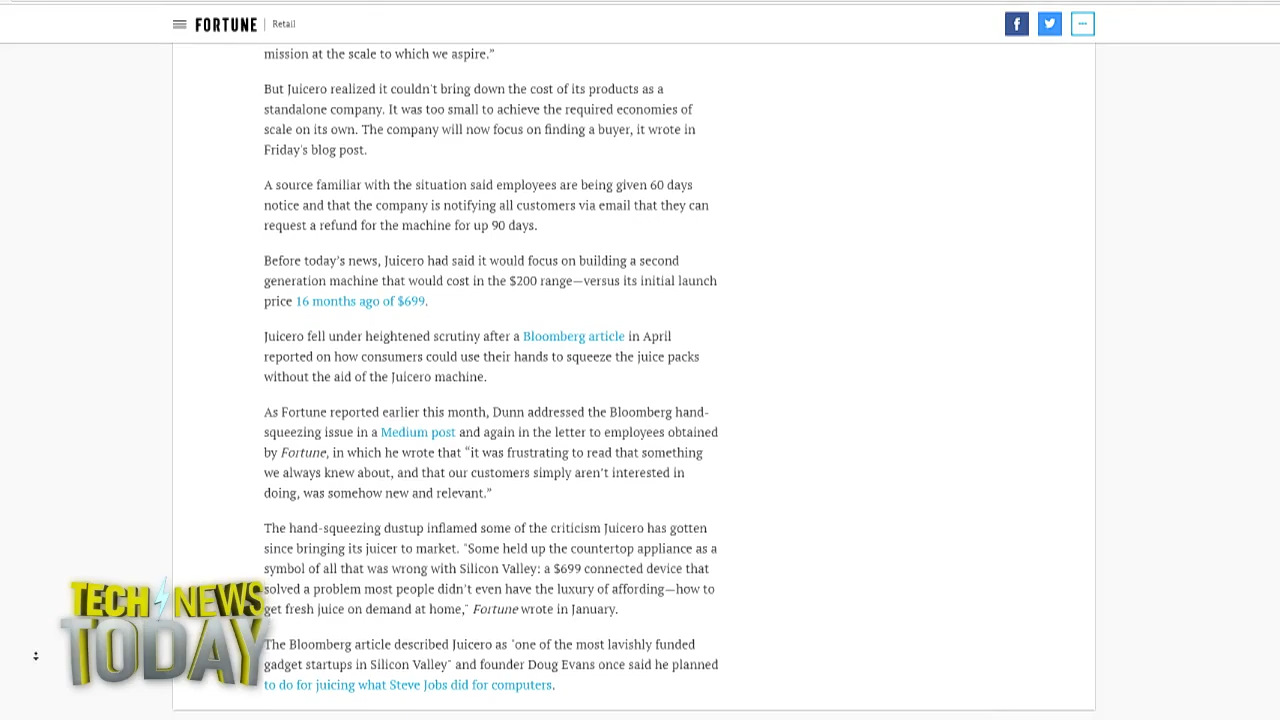 FORTUNE | Retail
mission at the scale to which we aspire."
But Juicero realized it couldn't bring down the cost of its products as a
standalone company. It was too small to achieve the required economies of
scale on its own. The company will now focus on finding a buyer, it wrote in
Friday's blog post.
A source familiar with the situation said employees are being given 60 days
notice and that the company is notifying all customers via email that they can
request a refund for the machine for up 90 days.
Before today's news, Juicero had said it would focus on building a second
generation machine that would cost in the $200 range—versus its initial launch
price 16 months ago of $699.
Juicero fell under heightened scrutiny after a Bloomberg article in April
reported on how consumers could use their hands to squeeze the juice packs
without the aid of the Juicero machine.
As Fortune reported earlier this month, Dunn addressed the Bloomberg hand-
squeezing issue in a Medium post and again in the letter to employees obtained
by Fortune, in which he wrote that "it was frustrating to read that something
we always knew about, and that our customers simply aren't interested in
doing, was somehow new and relevant."
The hand-squeezing dustup inflamed some of the criticism Juicero has gotten
since bringing its juicer to market. "Some held up the countertop appliance as a
symbol of all that was wrong with Silicon Valley: a $699 connected device that
solved a problem most people didn't even have the luxury of affording—how to
get fresh juice on demand at home," Fortune wrote in January.
The Bloomberg article described Juicero as "one of the most lavishly funded
gadget startups in Silicon Valley" and founder Doug Evans once said he planned
to do for juicing what Steve Jobs did for computers.
TECH NEWS
TODAY